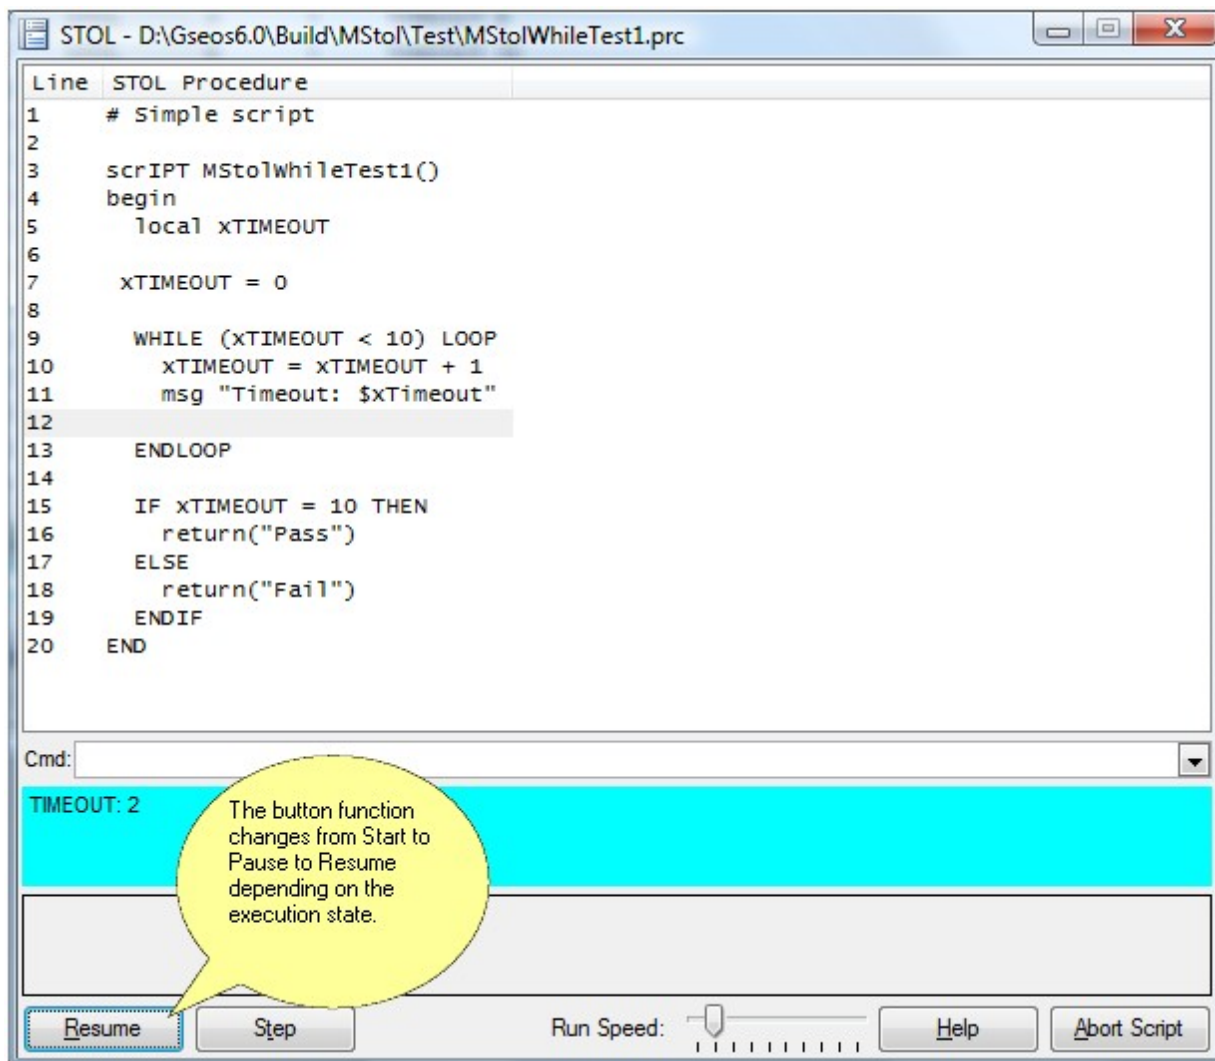 STOL - D:\Gseos6.0\Build\MStol\Test\MStolWhileTest1.prc
Line STOL Procedure
1 # Simple script
2
3 scrIPT MStolWhileTest1()
4 begin
5 local xTIMEOUT
6
7 xTIMEOUT = 0
8
9 WHILE (xTIMEOUT < 10) LOOP
10 xTIMEOUT = xTIMEOUT + 1
11 msg "Timeout: $xTimeout"
12
13 ENDLOOP
14
15 IF xTIMEOUT = 10 THEN
16 return("Pass")
17 ELSE
18 return("Fail")
19 ENDIF
20 END
Cmd:
TIMEOUT: 2
The button function
changes from Start to
Pause to Resume
depending on the
execution state.
Resume Step Run Speed: Help Abort Script